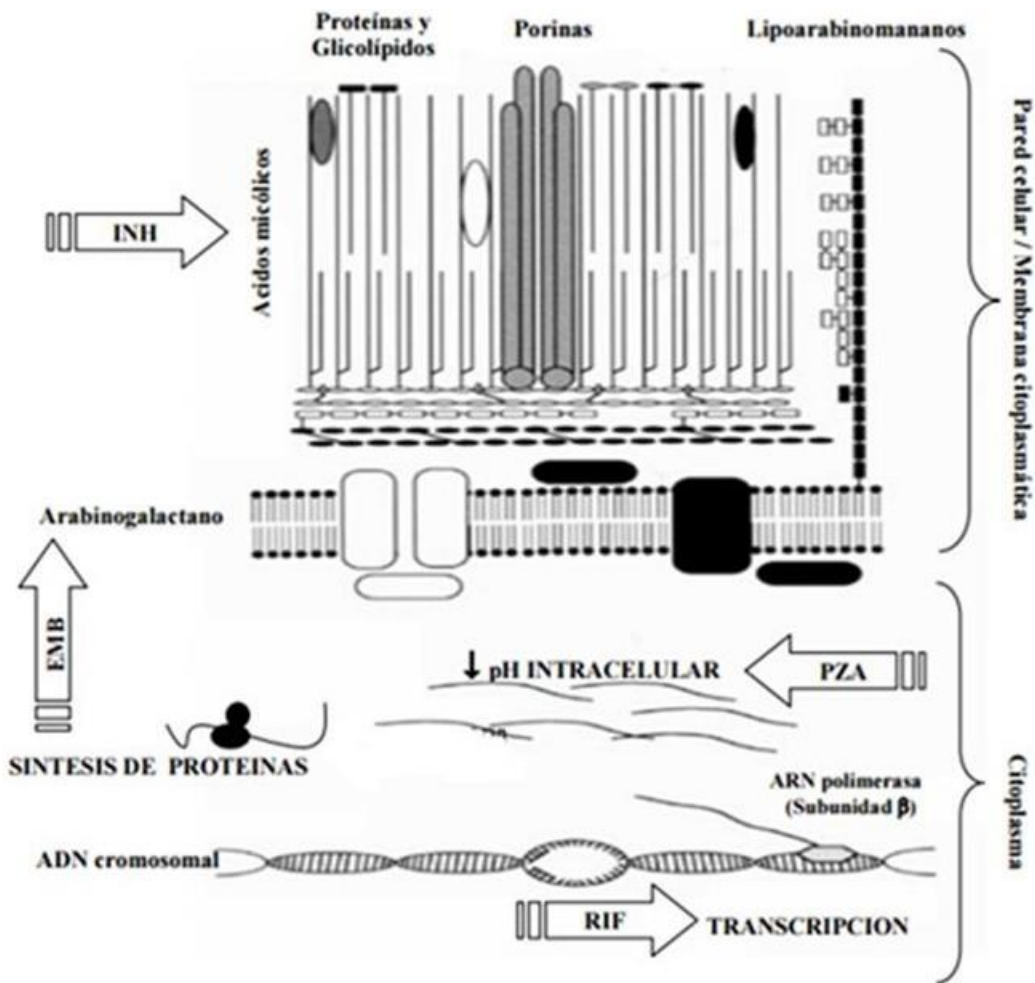 Proteínas y
Glicolípidos
Porinas
Lipoarabinomananos
INH
Acidos micólicos
Pared celular / Membrana citoplasmática
Arabinogalactano
EMB
↓ pH INTRACELULAR
PZA
SINTESIS DE PROTEINAS
ARN polimerasa
(Subunidad β)
Citoplasma
ADN cromosomal
RIF
TRANSCRIPCION